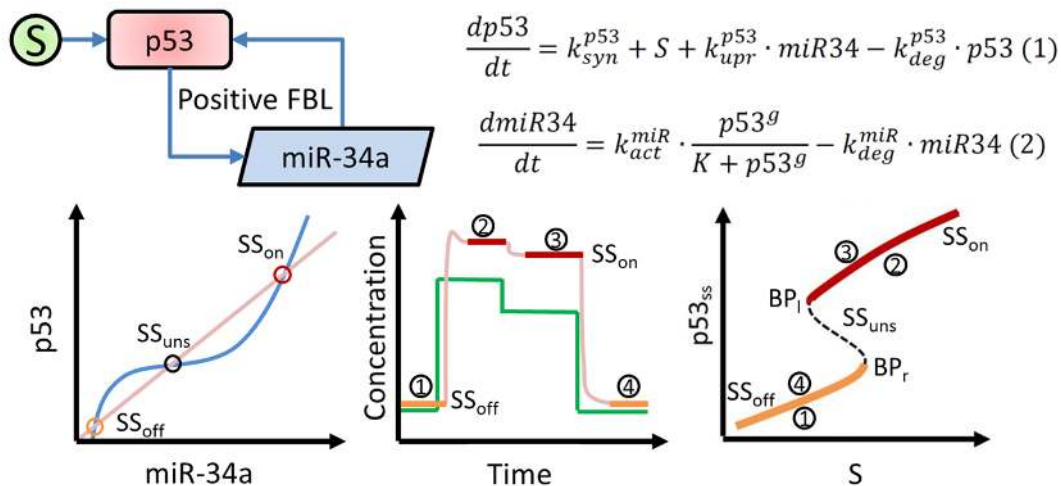 S
p53
Positive FBL
miR-34a
dp53/dt = k_syn^p53 + S + k_upr^p53 · miR34 − k_deg^p53 · p53 (1)
dmiR34/dt = k_act^miR · p53^g/(K + p53^g) − k_deg^miR · miR34 (2)
p53
SS_on
SS_uns
SS_off
miR-34a
Concentration
①
②
③
④
SS_on
SS_off
Time
p53_ss
③
②
SS_on
BP_l
SS_uns
BP_r
SS_off
④
①
S